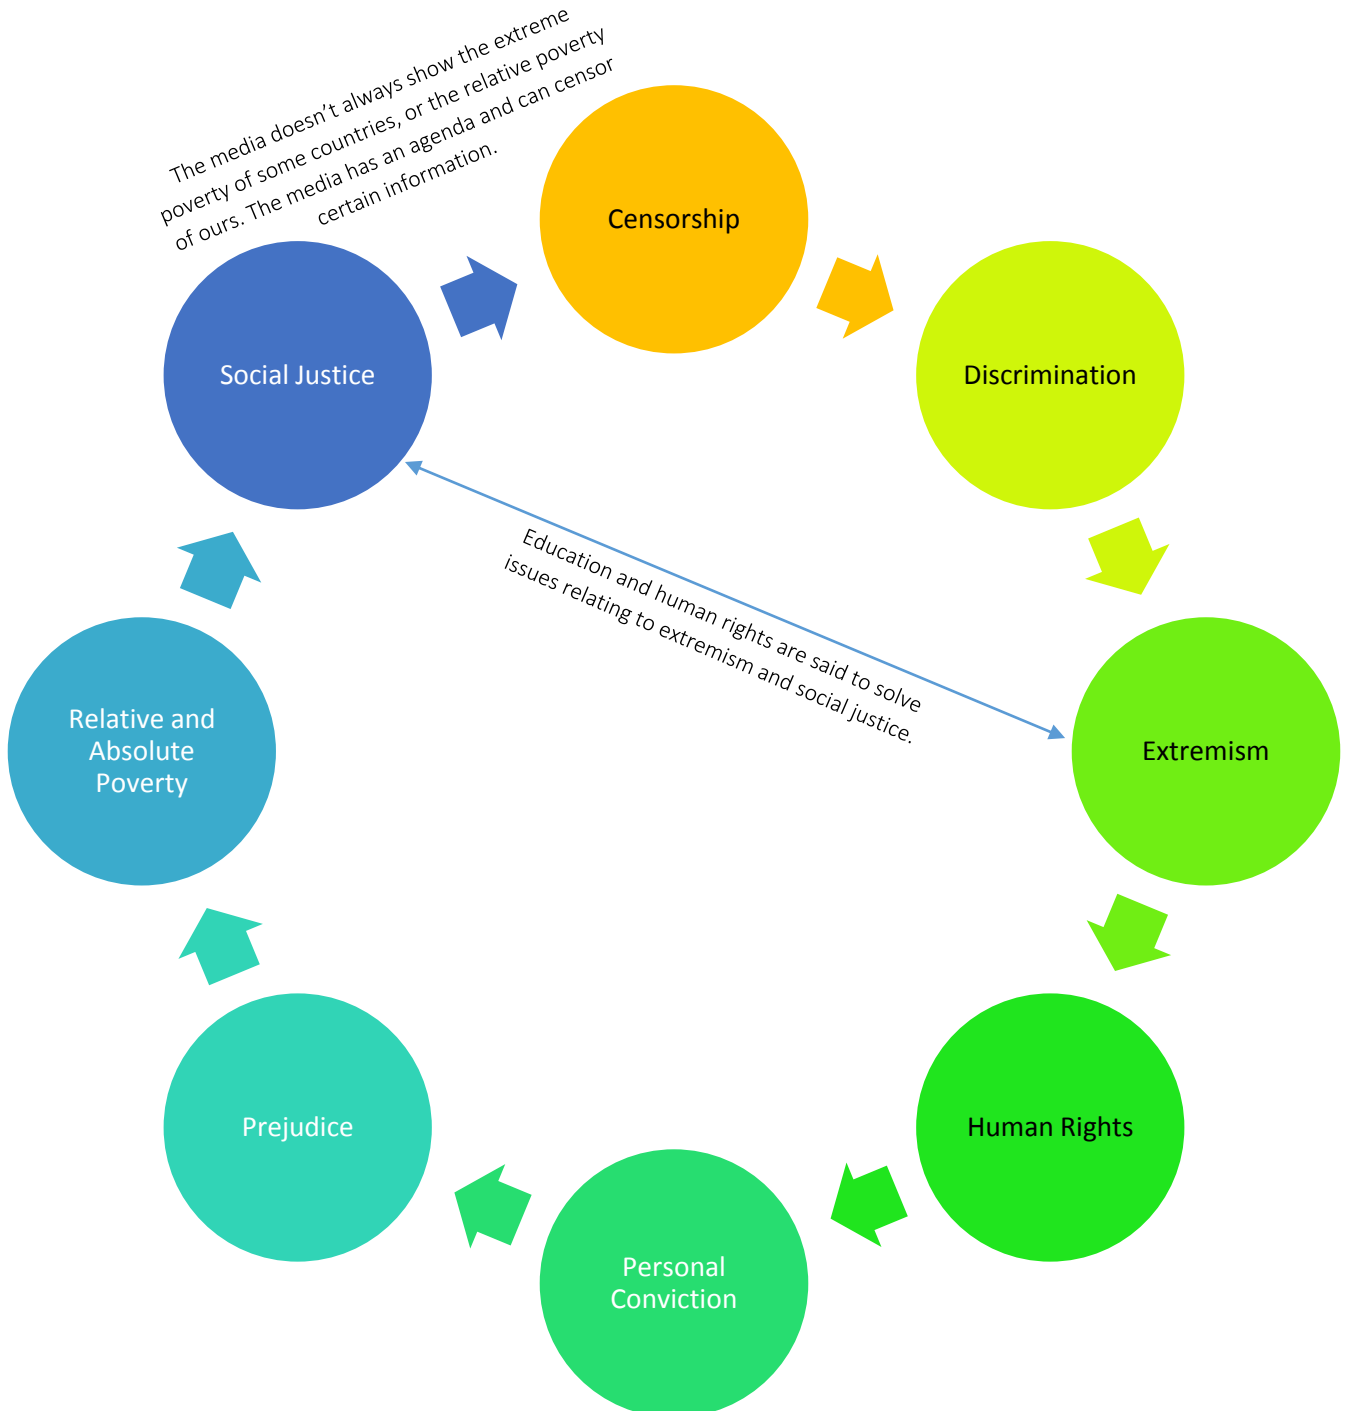 The media doesn’t always show the extreme
poverty of some countries, or the relative poverty
of ours. The media has an agenda and can censor
certain information.
Censorship
Social Justice
Discrimination
Education and human rights are said to solve
issues relating to extremism and social justice.
Relative and
Absolute
Poverty
Extremism
Prejudice
Human Rights
Personal
Conviction